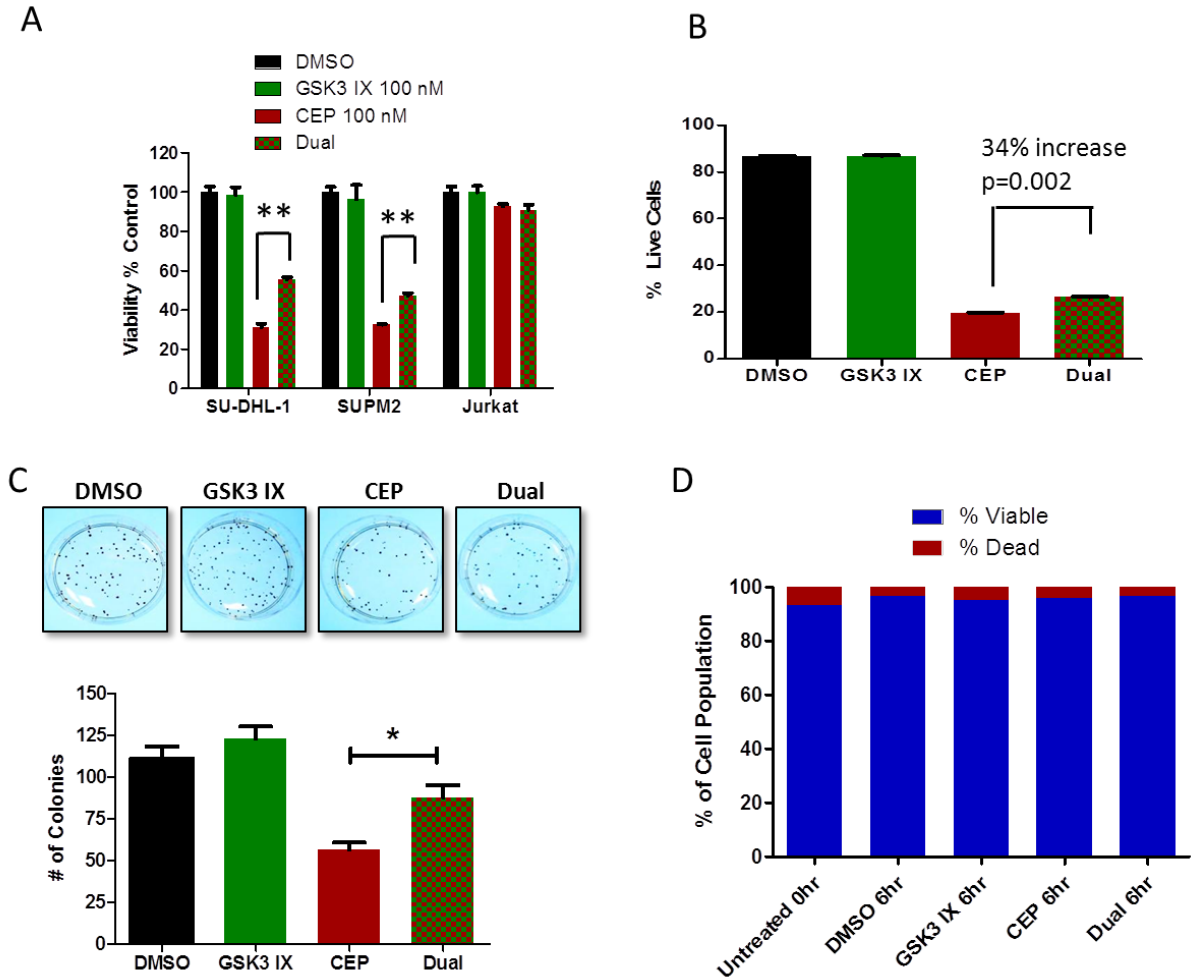 A
DMSO
GSK3 IX 100 nM
CEP 100 nM
Dual
Viability % Control
120
100
80
60
40
20
0
**
**
SU-DHL-1 SUPM2 Jurkat
B
% Live Cells
100
80
60
40
20
0
34% increase
p=0.002
DMSO GSK3 IX CEP Dual
C
DMSO GSK3 IX CEP Dual
# of Colonies
150
125
100
75
50
25
0
*
DMSO GSK3 IX CEP Dual
D
% Viable
% Dead
% of Cell Population
100
80
60
40
20
0
Untreated 0hr
DMSO 6hr
GSK3 IX 6hr
CEP 6hr
Dual 6hr